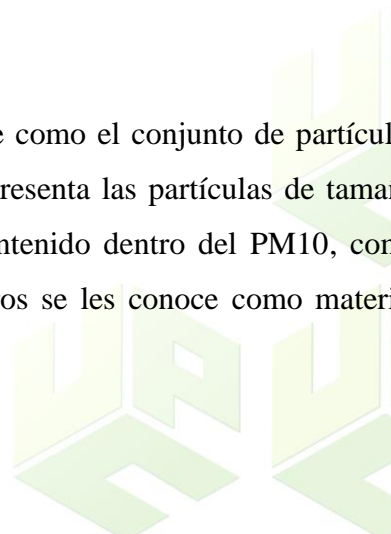 e como el conjunto de partícul
resenta las partículas de tama
ntenido dentro del PM10, con
os se les conoce como materi